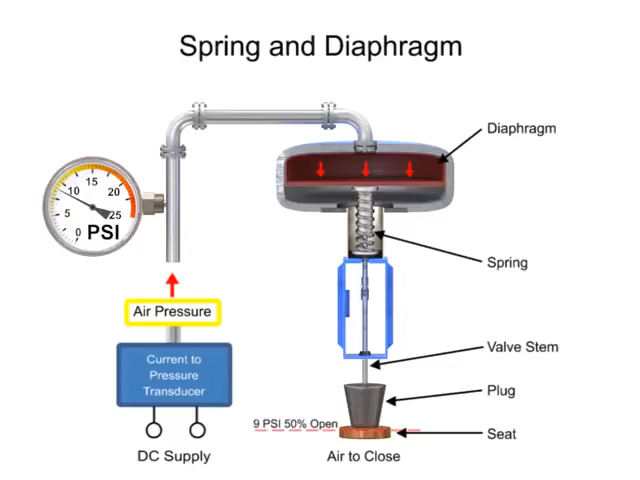 Spring and Diaphragm
Diaphragm
15
10
20
5
25
0
PSI
Spring
Air Pressure
Valve Stem
Current to
Pressure
Transducer
Plug
9 PSI 50% Open
Seat
DC Supply
Air to Close